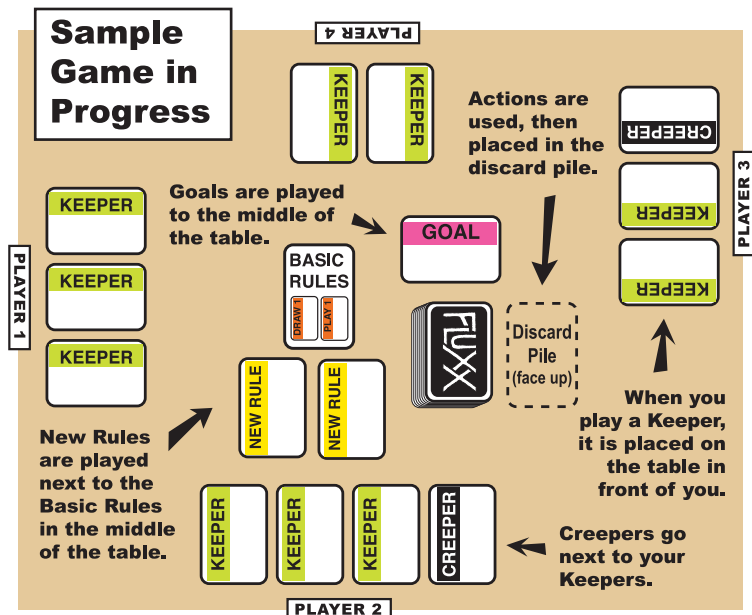 Sample
Game in
Progress
PLAYER 4
KEEPER
KEEPER
Actions are
used, then
placed in the
discard pile.
CREEPER
KEEPER
KEEPER
PLAYER 3
Goals are played
to the middle of
the table.
GOAL
KEEPER
KEEPER
KEEPER
PLAYER 1
BASIC
RULES
DRAW 1
PLAY 1
FLUXX
Discard
Pile
(face up)
NEW RULE
NEW RULE
When you
play a Keeper,
it is placed on
the table in
front of you.
New Rules
are played
next to the
Basic Rules
in the middle
of the table.
KEEPER
KEEPER
KEEPER
CREEPER
Creepers go
next to your
Keepers.
PLAYER 2